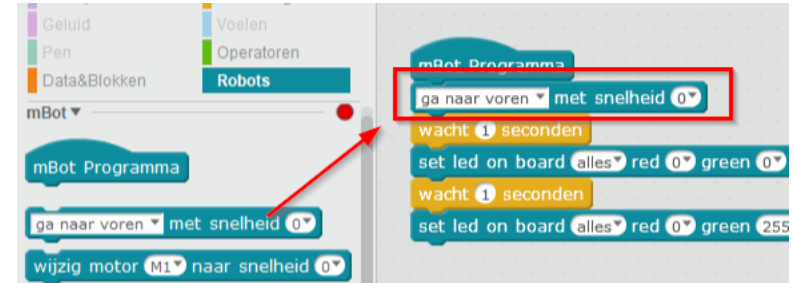 Geluid
Voelen
Pen
Operatoren
Data&Blokken
Robots
mBot
mBot Programma
ga naar voren met snelheid 0
wijzig motor M1 naar snelheid 0
mBot Programma
ga naar voren met snelheid 0
wacht 1 seconden
set led on board alles red 0 green 0
wacht 1 seconden
set led on board alles red 0 green 255